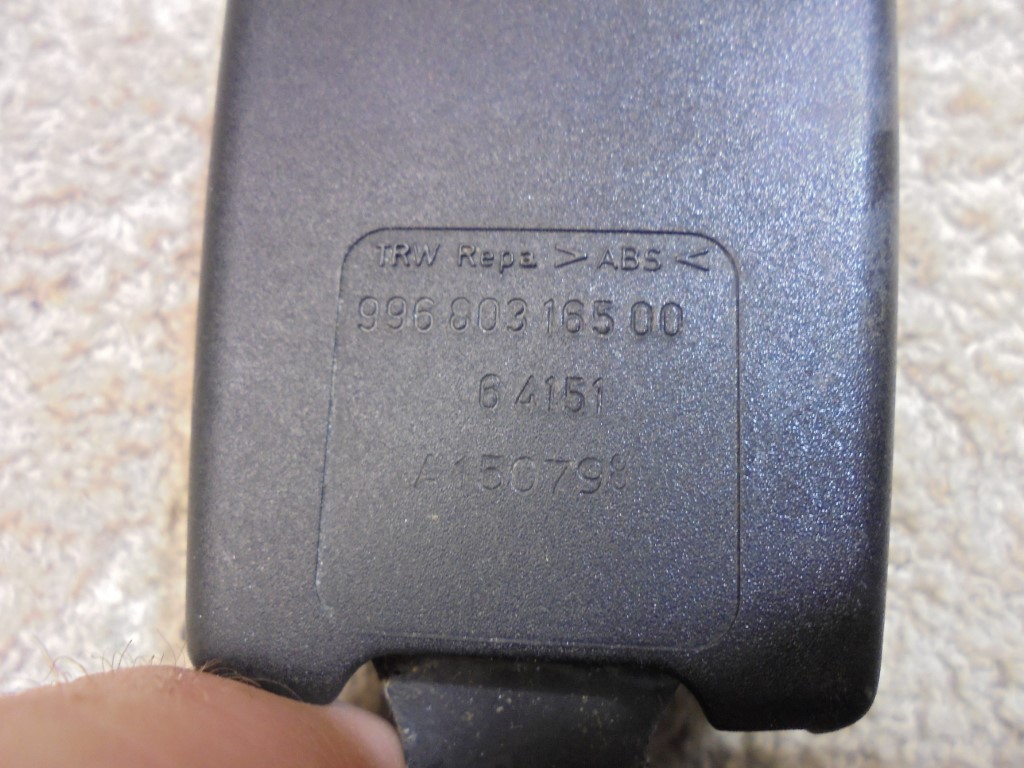 TRW Repa > ABS <
996 803 165 00
6 4151
A150798